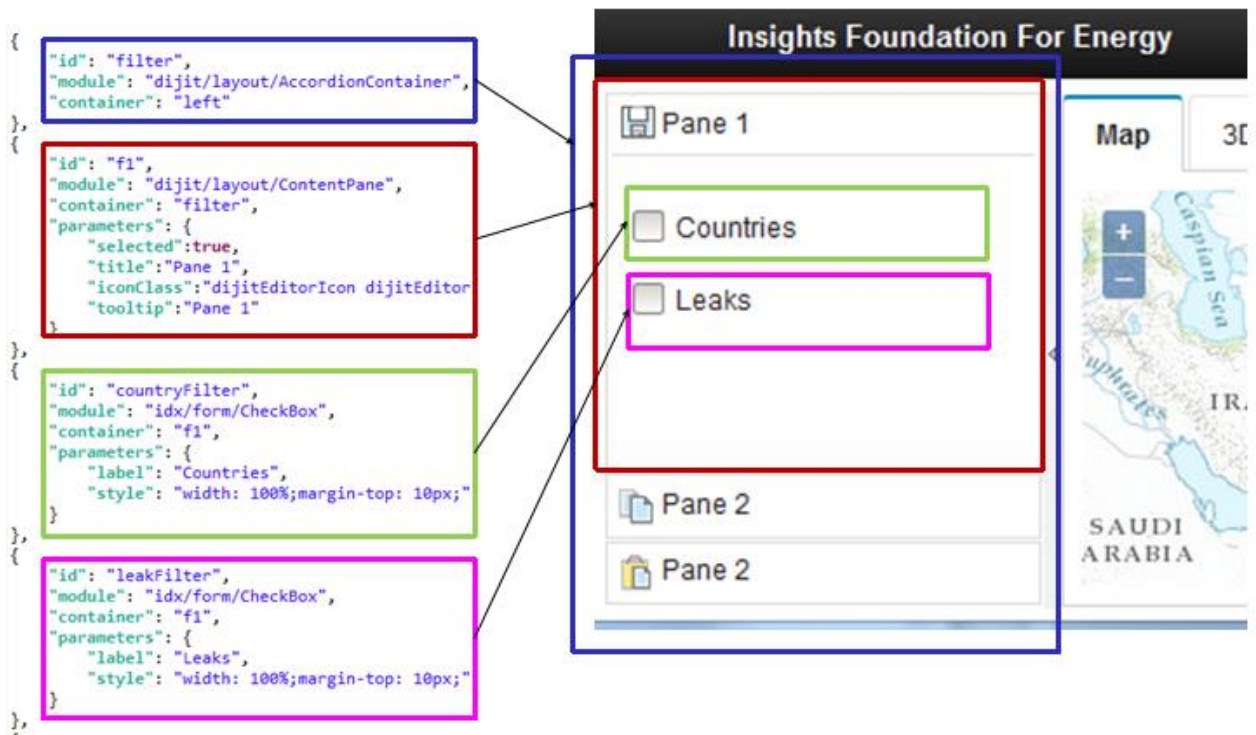 {
"id": "filter",
"module": "dijit/layout/AccordionContainer",
"container": "left"
},
{
"id": "f1",
"module": "dijit/layout/ContentPane",
"container": "filter",
"parameters": {
"selected":true,
"title":"Pane 1",
"iconClass":"dijitEditorIcon dijitEditor
"tooltip":"Pane 1"
}
},
{
"id": "countryFilter",
"module": "idx/form/CheckBox",
"container": "f1",
"parameters": {
"label": "Countries",
"style": "width: 100%;margin-top: 10px;"
}
},
{
"id": "leakFilter",
"module": "idx/form/CheckBox",
"container": "f1",
"parameters": {
"label": "Leaks",
"style": "width: 100%;margin-top: 10px;"
}
},
Insights Foundation For Energy
Pane 1
Countries
Leaks
Pane 2
Pane 2
Map
3D
+
−
Caspian Sea
Euphrates
IRA
SAUDI
ARABIA